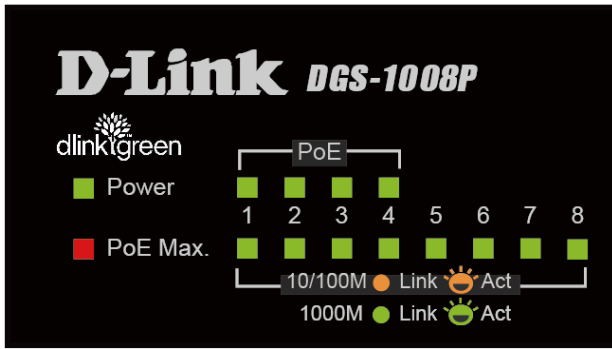 D-Link DGS-1008P
dlinkgreen
PoE
Power
1 2 3 4 5 6 7 8
PoE Max.
10/100M Link Act
1000M Link Act